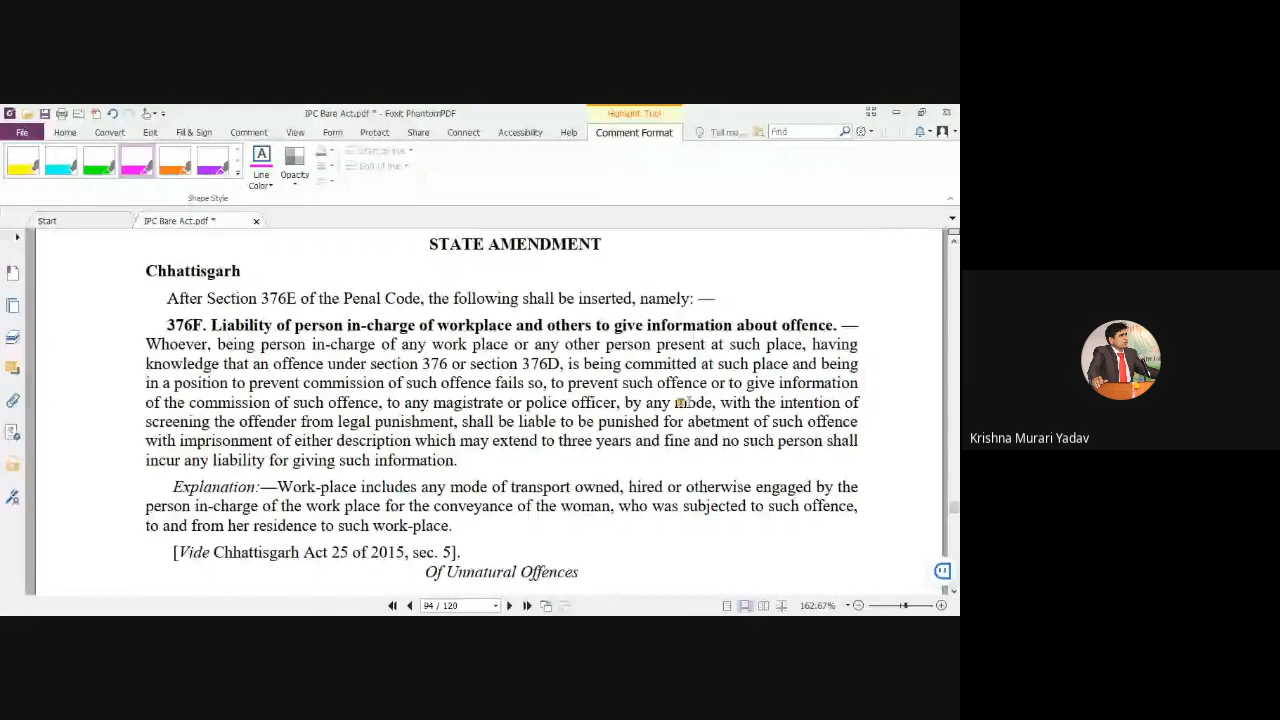 IPC Bare Act.pdf * - Foxit PhantomPDF
Highlight Tool
File Home Convert Edit Fill & Sign Comment View Form Protect Share Connect Accessibility Help Comment Format Tell me... Find
Start of line
End of line
Line Color Opacity
Shape Style
Start IPC Bare Act.pdf *
STATE AMENDMENT
Chhattisgarh
After Section 376E of the Penal Code, the following shall be inserted, namely: —
376F. Liability of person in-charge of workplace and others to give information about offence. —
Whoever, being person in-charge of any work place or any other person present at such place, having
knowledge that an offence under section 376 or section 376D, is being committed at such place and being
in a position to prevent commission of such offence fails so, to prevent such offence or to give information
of the commission of such offence, to any magistrate or police officer, by any mode, with the intention of
screening the offender from legal punishment, shall be liable to be punished for abetment of such offence
with imprisonment of either description which may extend to three years and fine and no such person shall
incur any liability for giving such information.
Explanation:—Work-place includes any mode of transport owned, hired or otherwise engaged by the
person in-charge of the work place for the conveyance of the woman, who was subjected to such offence,
to and from her residence to such work-place.
[Vide Chhattisgarh Act 25 of 2015, sec. 5].
Of Unnatural Offences
94 / 120
162.67%
Krishna Murari Yadav